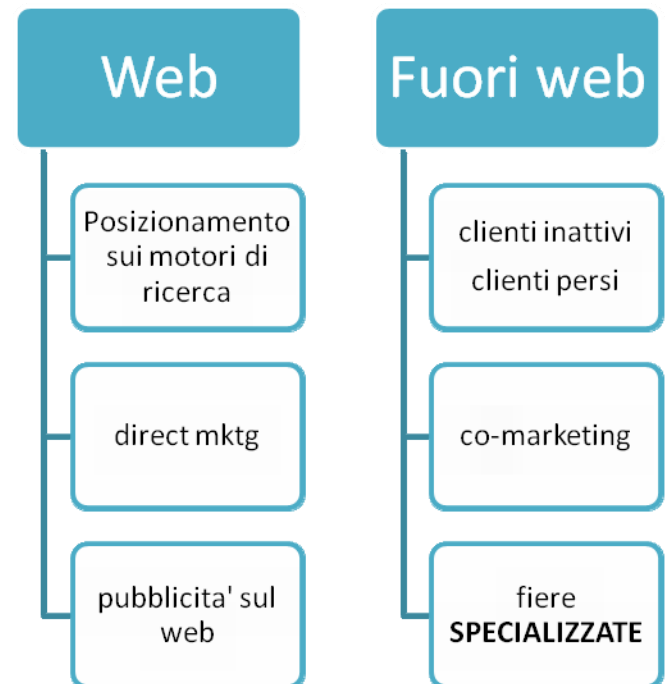 Web
Posizionamento
sui motori di
ricerca
direct mktg
pubblicita' sul
web
Fuori web
clienti inattivi
clienti persi
co-marketing
fiere
SPECIALIZZATE